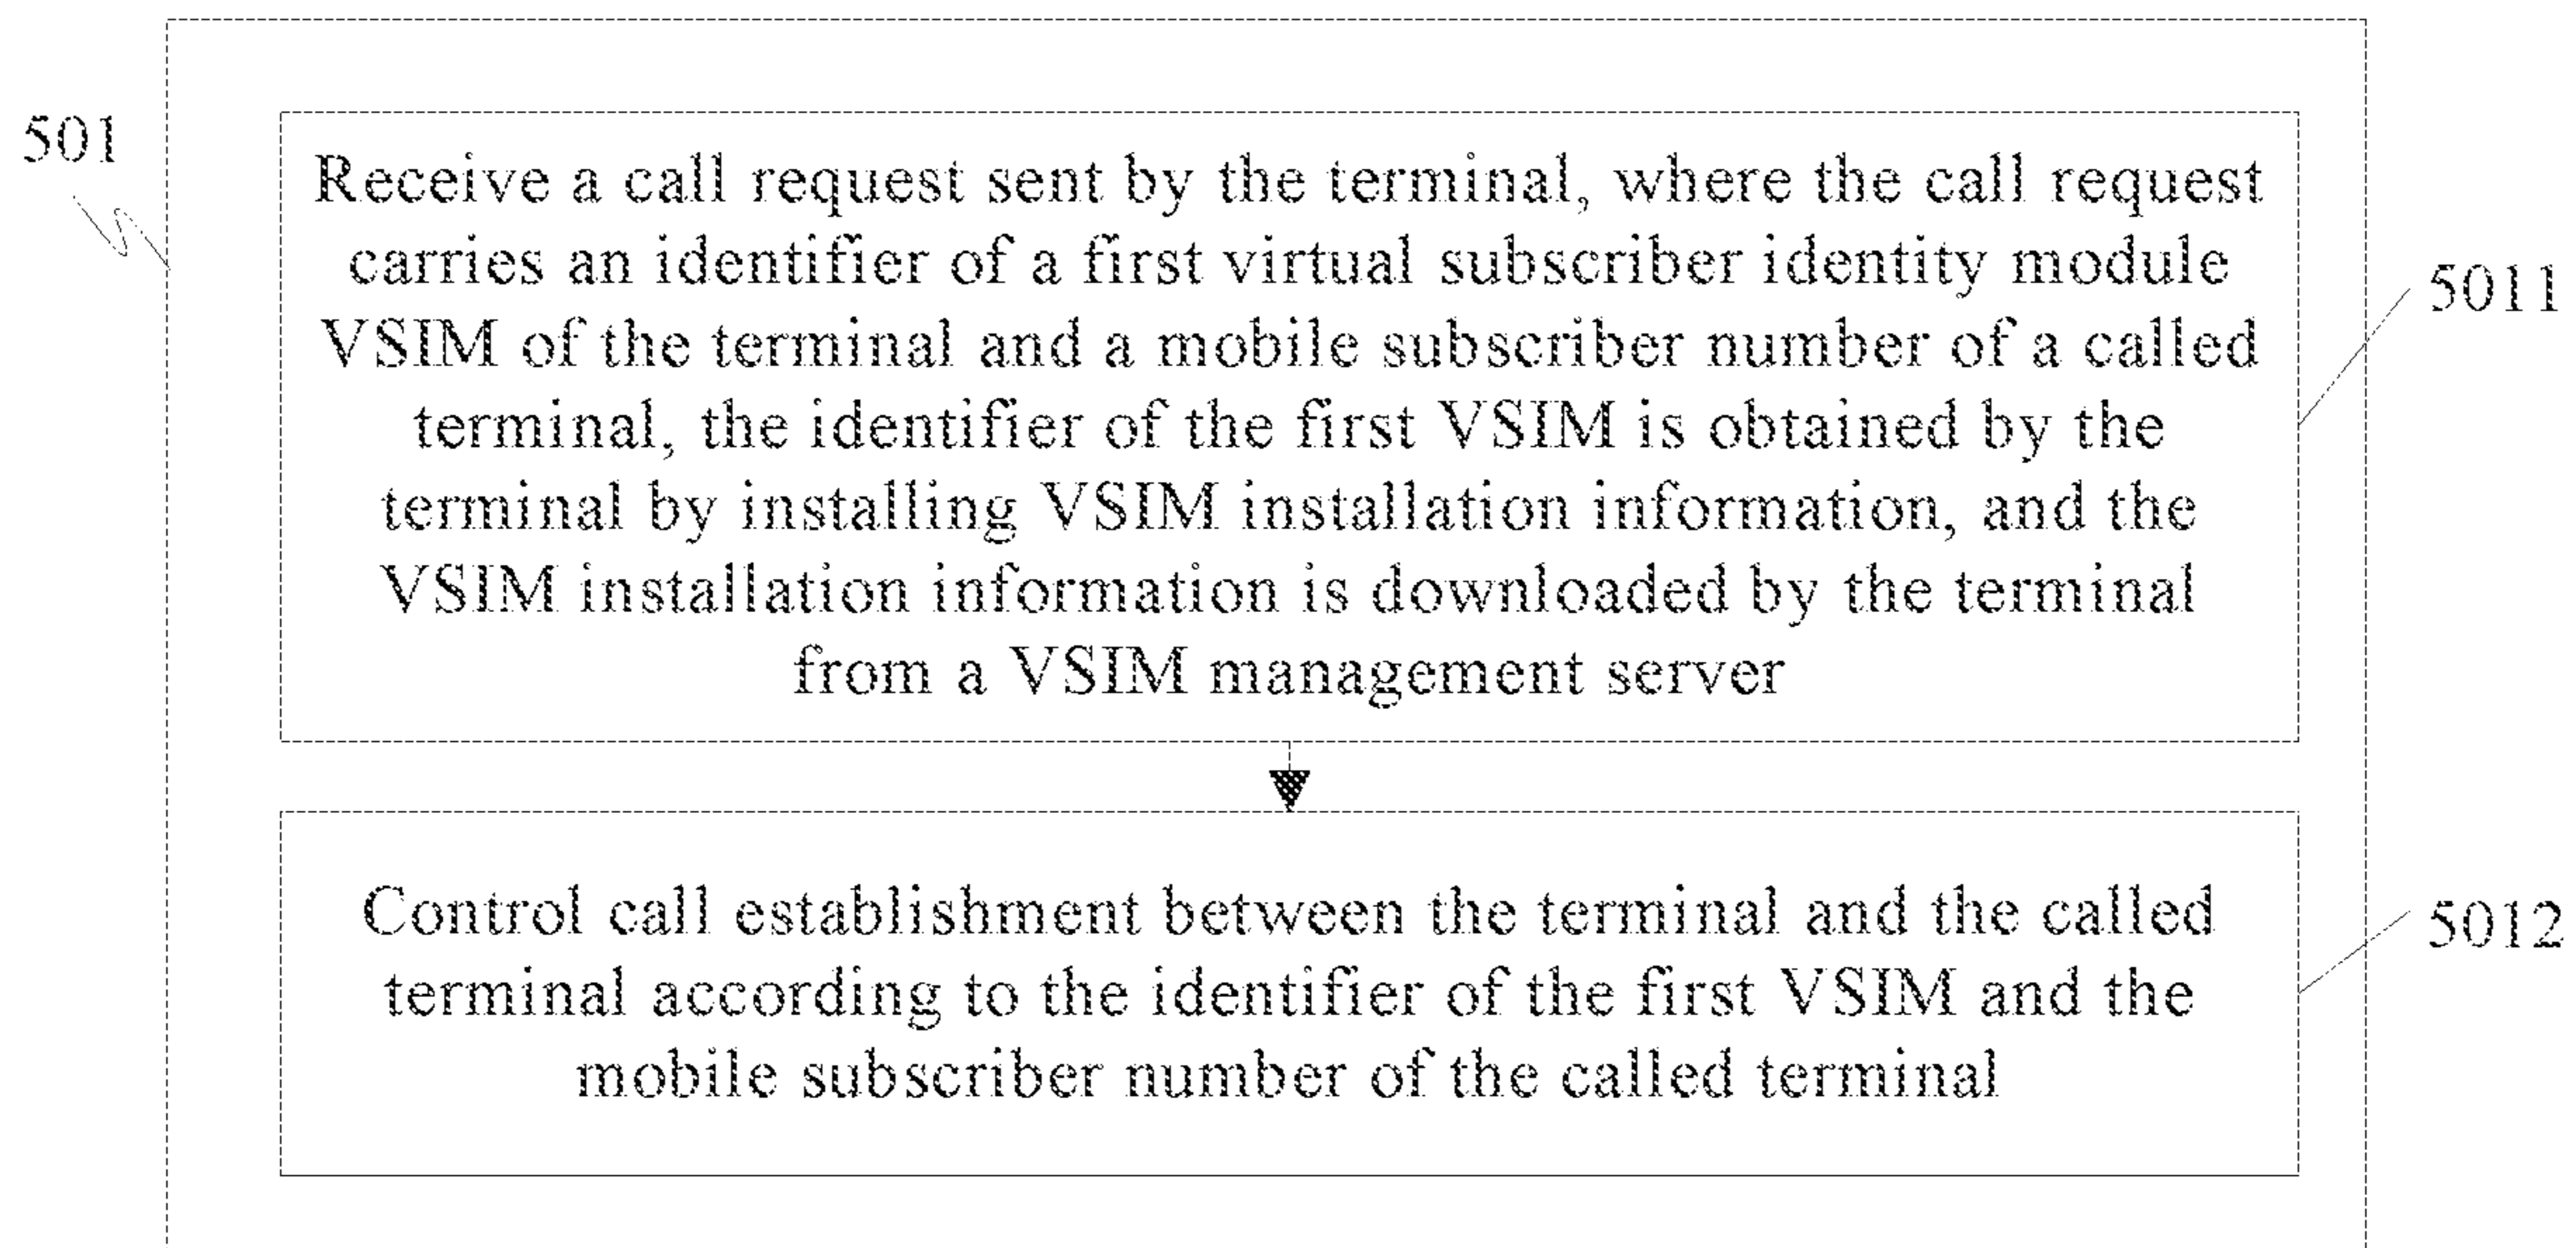 501
Receive a call request sent by the terminal, where the call request
carries an identifier of a first virtual subscriber identity module
VSIM of the terminal and a mobile subscriber number of a called
terminal, the identifier of the first VSIM is obtained by the
terminal by installing VSIM installation information, and the
VSIM installation information is downloaded by the terminal
from a VSIM management server
5011
Control call establishment between the terminal and the called
terminal according to the identifier of the first VSIM and the
mobile subscriber number of the called terminal
5012